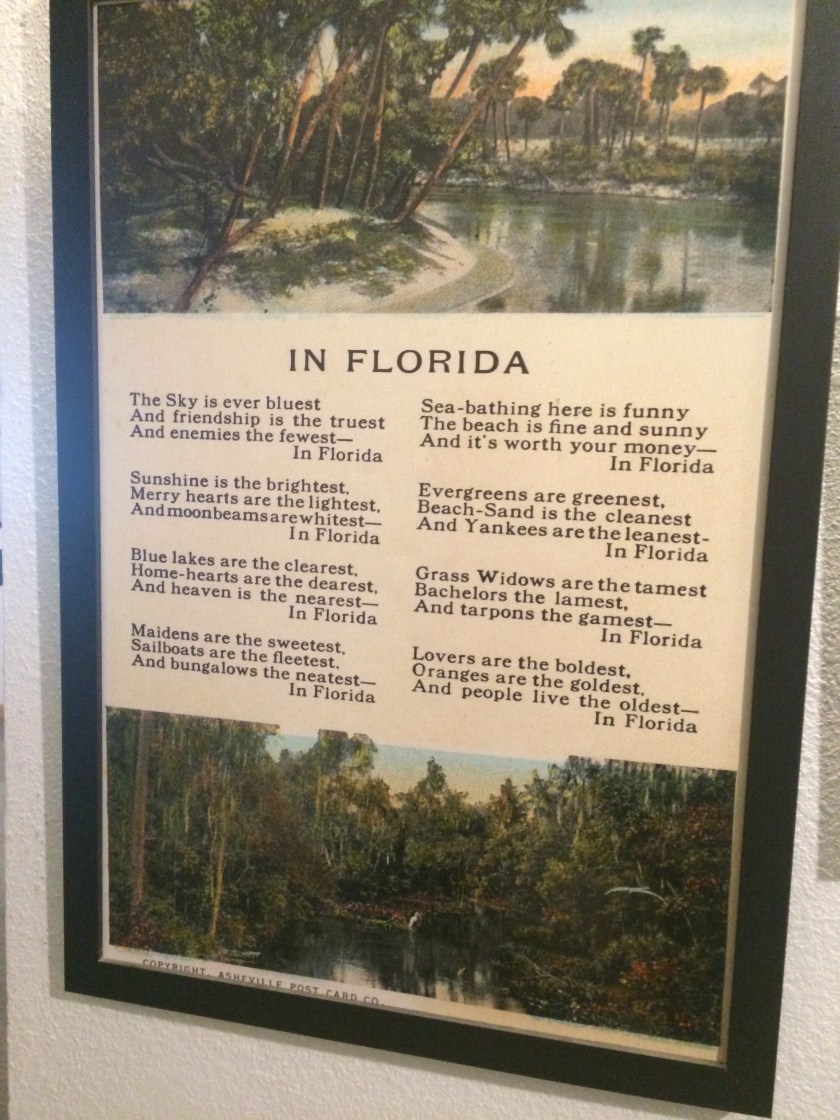 IN FLORIDA
The Sky is ever bluest
And friendship is the truest
And enemies the fewest—
In Florida
Sunshine is the brightest,
Merry hearts are the lightest,
And moonbeams are whitest—
In Florida
Blue lakes are the clearest,
Home-hearts are the dearest,
And heaven is the nearest—
In Florida
Maidens are the sweetest,
Sailboats are the fleetest,
And bungalows the neatest—
In Florida
Sea-bathing here is funny
The beach is fine and sunny
And it's worth your money—
In Florida
Evergreens are greenest,
Beach-Sand is the cleanest
And Yankees are the leanest-
In Florida
Grass Widows are the tamest
Bachelors the lamest,
And tarpons the gamest—
In Florida
Lovers are the boldest,
Oranges are the goldest,
And people live the oldest—
In Florida
COPYRIGHT, ASHEVILLE POST CARD CO.